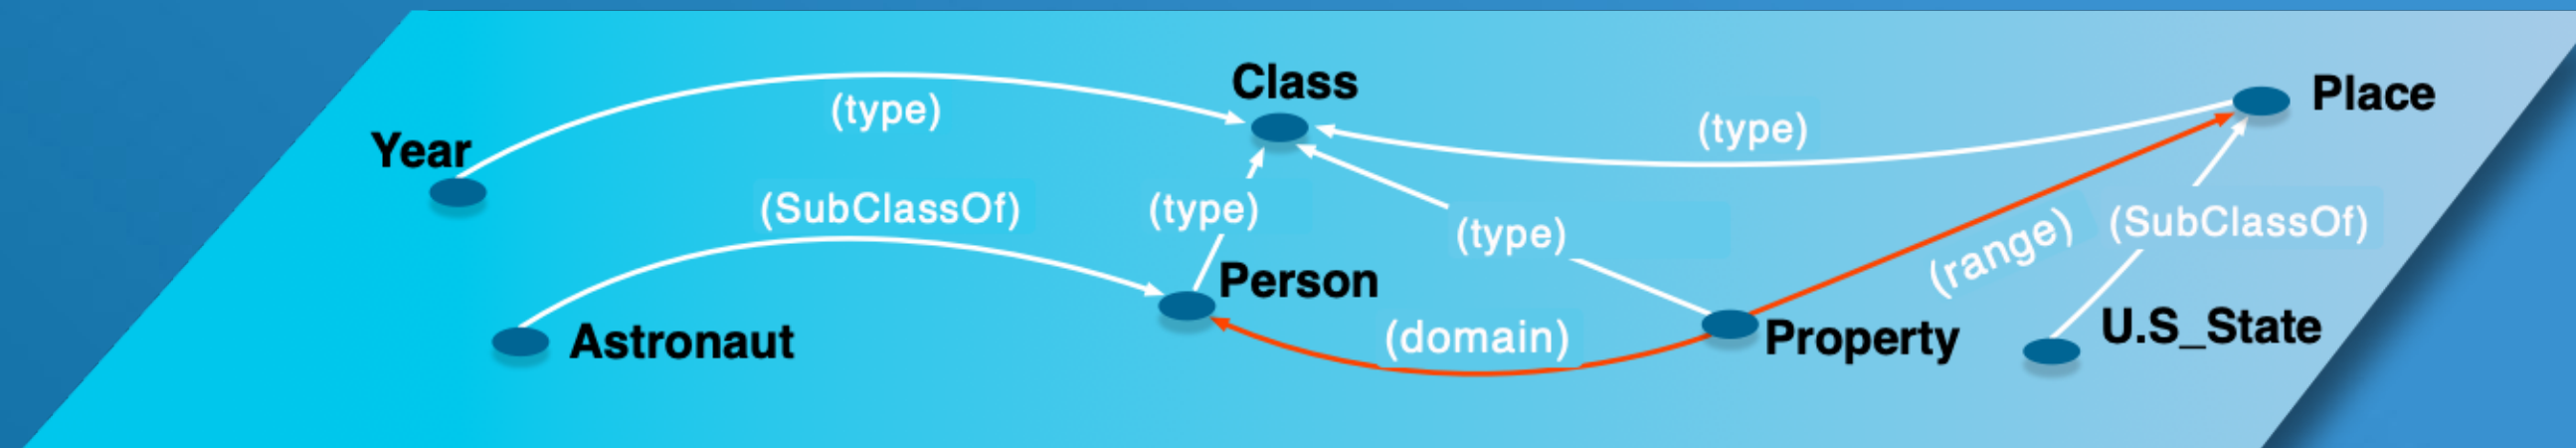 Class
Place
(type)
(type)
Year
(SubClassOf)
(type)
(type)
(range)
(SubClassOf)
Person
Astronaut
(domain)
Property
U.S_State